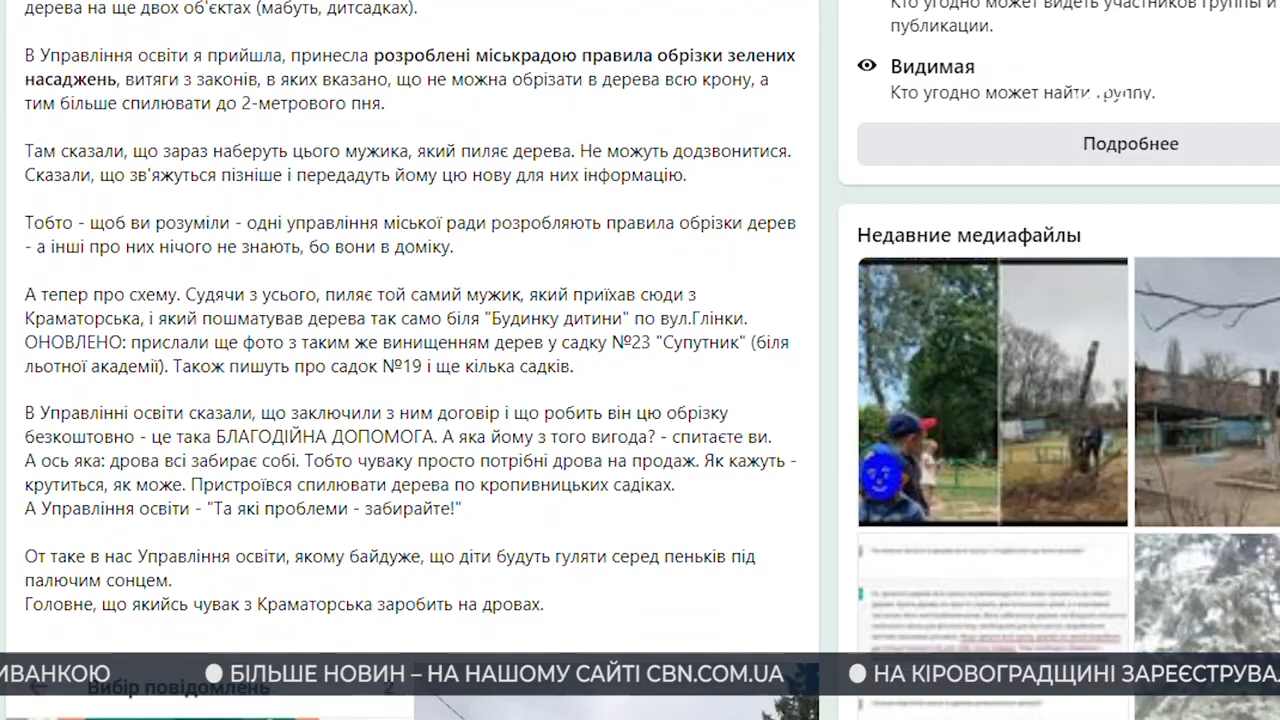 дерева на ще двох об'єктах (мабуть, дитсадках).
В Управління освіти я прийшла, принесла розроблені міськрадою правила обрізки зелених
насаджень, витяги з законів, в яких вказано, що не можна обрізати в дерева всю крону, а
тим більше спилювати до 2-метрового пня.
Там сказали, що зараз наберуть цього мужика, який пиляє дерева. Не можуть додзвонитися.
Сказали, що зв'яжуться пізніше і передадуть йому цю нову для них інформацію.
Тобто - щоб ви розуміли - одні управління міської ради розробляють правила обрізки дерев
- а інші про них нічого не знають, бо вони в доміку.
А тепер про схему. Судячи з усього, пиляє той самий мужик, який приїхав сюди з
Краматорська, і який пошматував дерева так само біля "Будинку дитини" по вул.Глінки.
ОНОВЛЕНО: прислали ще фото з таким же винищенням дерев у садку №23 "Супутник" (біля
льотної академії). Також пишуть про садок №19 і ще кілька садків.
В Управлінні освіти сказали, що заключили з ним договір і що робить він цю обрізку
безкоштовно - це така БЛАГОДІЙНА ДОПОМОГА. А яка йому з того вигода? - спитаєте ви.
А ось яка: дрова всі забирає собі. Тобто чуваку просто потрібні дрова на продаж. Як кажуть -
крутиться, як може. Пристроївся спилювати дерева по кропивницьких садіках.
А Управління освіти - "Та які проблеми - забирайте!"
От таке в нас Управління освіти, якому байдуже, що діти будуть гуляти серед пеньків під
палючим сонцем.
Головне, що якийсь чувак з Краматорська заробить на дровах.
Кто угодно может видеть участников группы и
публикации.
Видимая
Кто угодно может найти группу.
Подробнее
Недавние медиафайлы
Вибір повідомлень 2
ИВАНКОЮ ● БІЛЬШЕ НОВИН – НА НАШОМУ САЙТІ CBN.COM.UA ● НА КІРОВОГРАДЩИНІ ЗАРЕЄСТРУВА